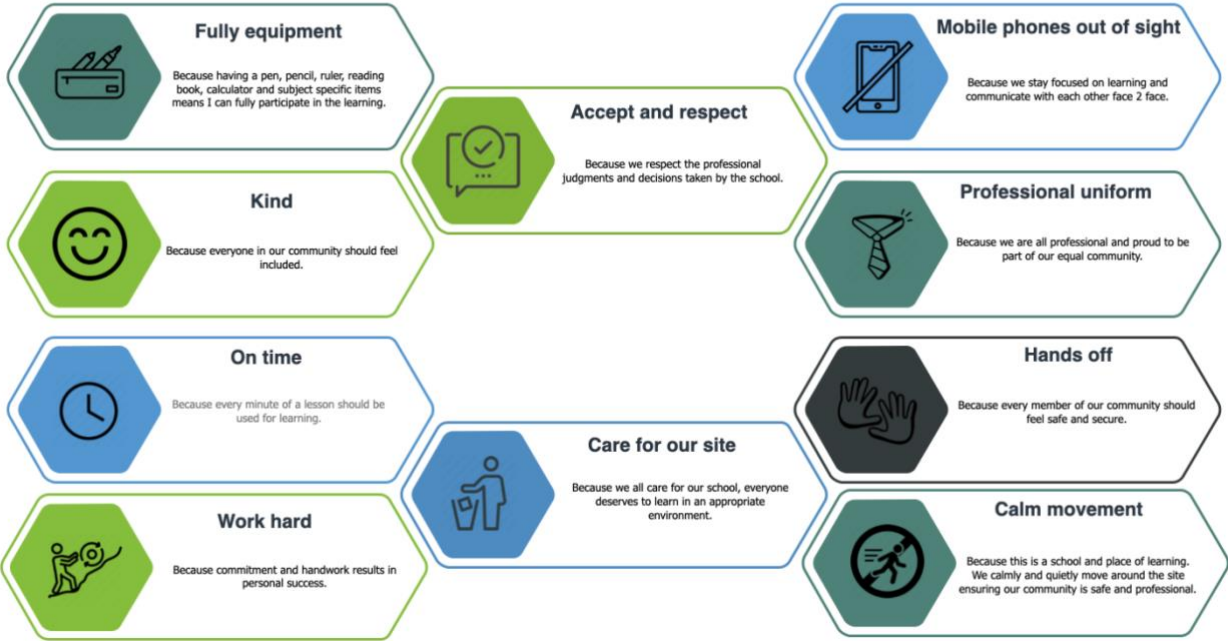 Fully equipment
Because having a pen, pencil, ruler, reading
book, calculator and subject specific items
means I can fully participate in the learning.
Kind
Because everyone in our community should feel
included.
On time
Because every minute of a lesson should be
used for learning.
Work hard
Because commitment and handwork results in
personal success.
Accept and respect
Because we respect the professional
judgments and decisions taken by the school.
Care for our site
Because we all care for our school, everyone
deserves to learn in an appropriate
environment.
Mobile phones out of sight
Because we stay focused on learning and
communicate with each other face 2 face.
Professional uniform
Because we are all professional and proud to be
part of our equal community.
Hands off
Because every member of our community should
feel safe and secure.
Calm movement
Because this is a school and place of learning.
We calmly and quietly move around the site
ensuring our community is safe and professional.